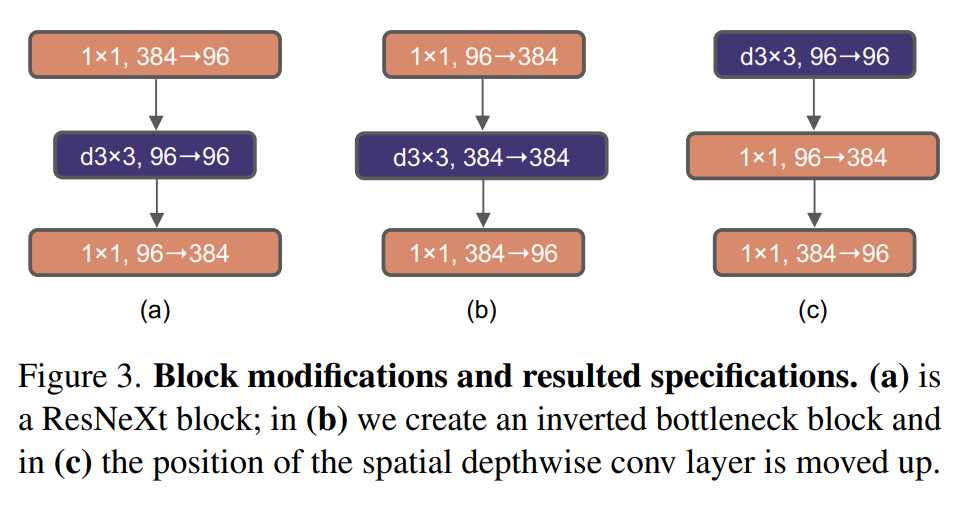 1×1, 384→96
d3×3, 96→96
1×1, 96→384
(a)
1×1, 96→384
d3×3, 384→384
1×1, 384→96
(b)
d3×3, 96→96
1×1, 96→384
1×1, 384→96
(c)
Figure 3. Block modifications and resulted specifications. (a) is
a ResNeXt block; in (b) we create an inverted bottleneck block and
in (c) the position of the spatial depthwise conv layer is moved up.